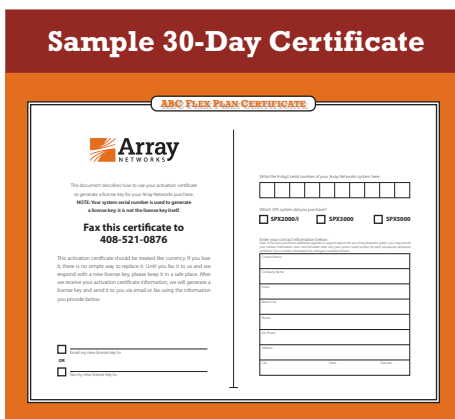 Sample 30-Day Certificate
ABC FLEX PLAN CERTIFICATE
Array
NETWORKS
This document describes how to use your activation certificate
to generate a license key for your Array Networks purchase.
NOTE: Your system serial number is used to generate
a license key; it is not the license key itself.
Fax this certificate to
408-521-0876
This activation certificate should be treated like currency, if you lose
it, there is no simple way to replace it. Until you fax it to us and we
respond with a new license key, please keep it in a safe place. After
we receive your activation certificate information, we will generate a
license key and send it to you via email or fax using the information
you provide below.
Email my new license key to:
OR
Fax my new license key to:
Write the -digit serial number of your Array Networks system here:
Which SPX system did you purchase?
SPX2000/i
SPX3000
SPX5000
Enter your contact information below:
Contact Name
Company Name
Email
Phone
Address
City State Zipcode